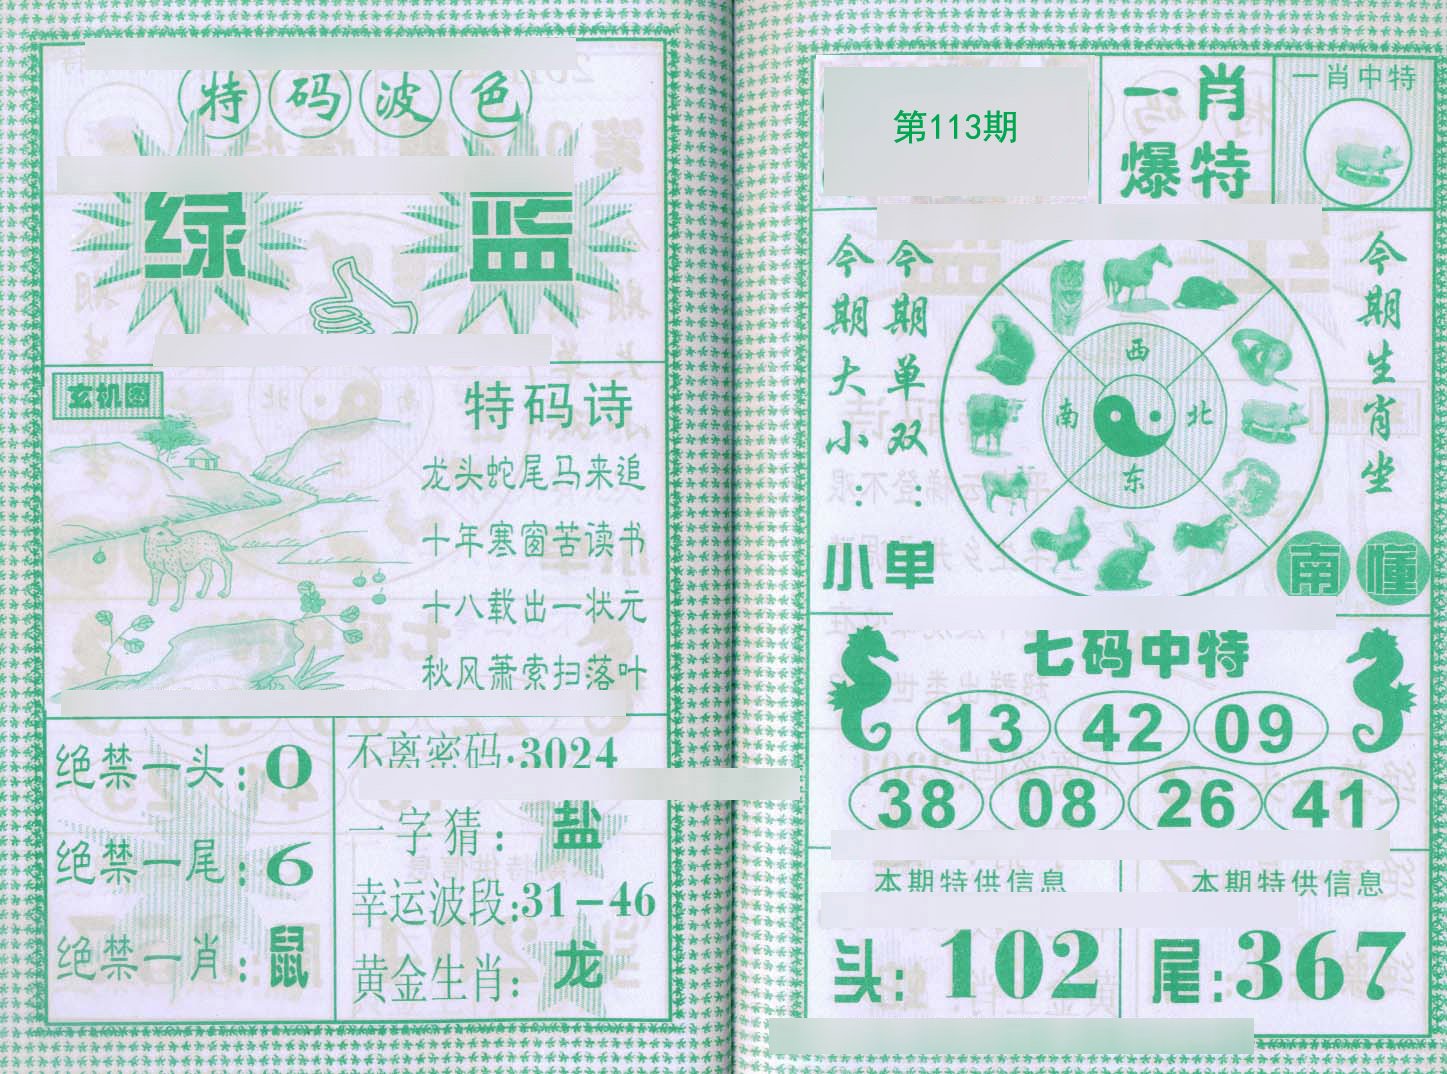 特码波色
绿 蓝
玄机图
特码诗
龙头蛇尾马来追
十年寒窗苦读书
十八载出一状元
秋风萧索扫落叶
绝禁一头:0
绝禁一尾:6
绝禁一肖:鼠
不离密码:3024
一字猜:盐
幸运波段:31-46
黄金生肖:龙
第113期
一肖
爆特
一肖中特
今期大小:小
今期单双:单
西
南 北
东
今期生肖坐
南 懂
七码中特
13 42 09
38 08 26 41
本期特供信息
头:102
本期特供信息
尾:367